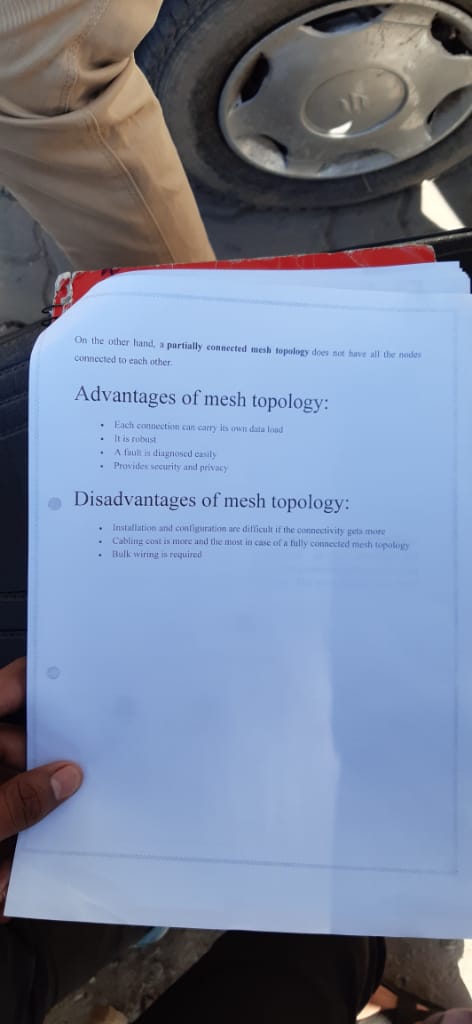 On the other hand, a partially connected mesh topology does not have all the nodes
connected to each other.
Advantages of mesh topology:
• Each connection can carry its own data load
• It is robust
• A fault is diagnosed easily
• Provides security and privacy
Disadvantages of mesh topology:
• Installation and configuration are difficult if the connectivity gets more
• Cabling cost is more and the most in case of a fully connected mesh topology
• Bulk wiring is required